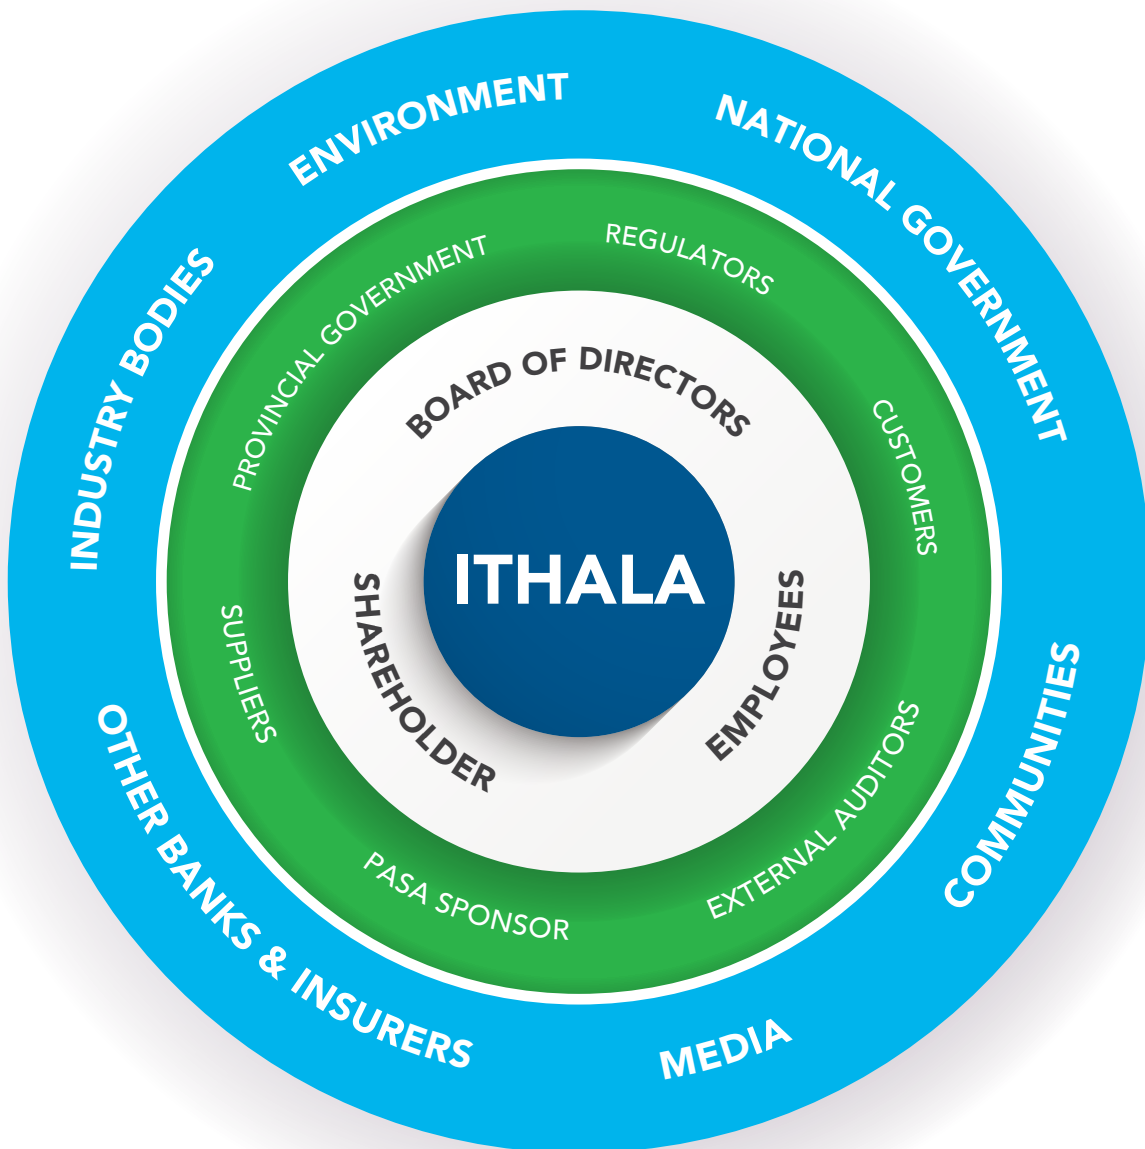 ENVIRONMENT
NATIONAL GOVERNMENT
COMMUNITIES
MEDIA
OTHER BANKS & INSURERS
INDUSTRY BODIES
PROVINCIAL GOVERNMENT
REGULATORS
CUSTOMERS
EXTERNAL AUDITORS
PASA SPONSOR
SUPPLIERS
BOARD OF DIRECTORS
EMPLOYEES
SHAREHOLDER
ITHALA